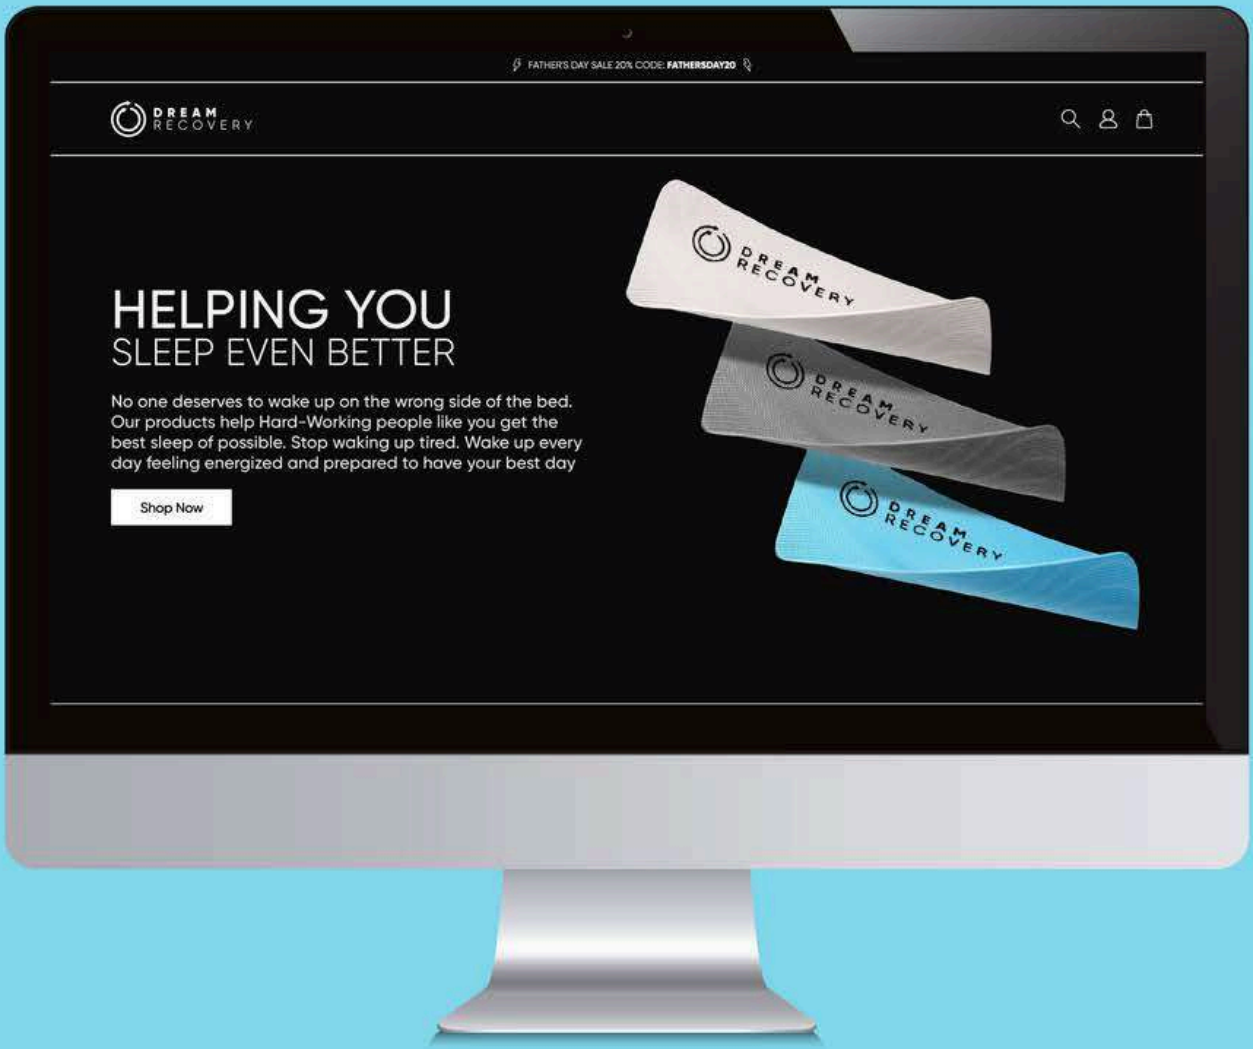 FATHER'S DAY SALE 20% CODE: FATHERSDAY20
DREAM
RECOVERY
HELPING YOU
SLEEP EVEN BETTER
No one deserves to wake up on the wrong side of the bed.
Our products help Hard-Working people like you get the
best sleep of possible. Stop waking up tired. Wake up every
day feeling energized and prepared to have your best day
Shop Now
DREAM
RECOVERY
DREAM
RECOVERY
DREAM
RECOVERY